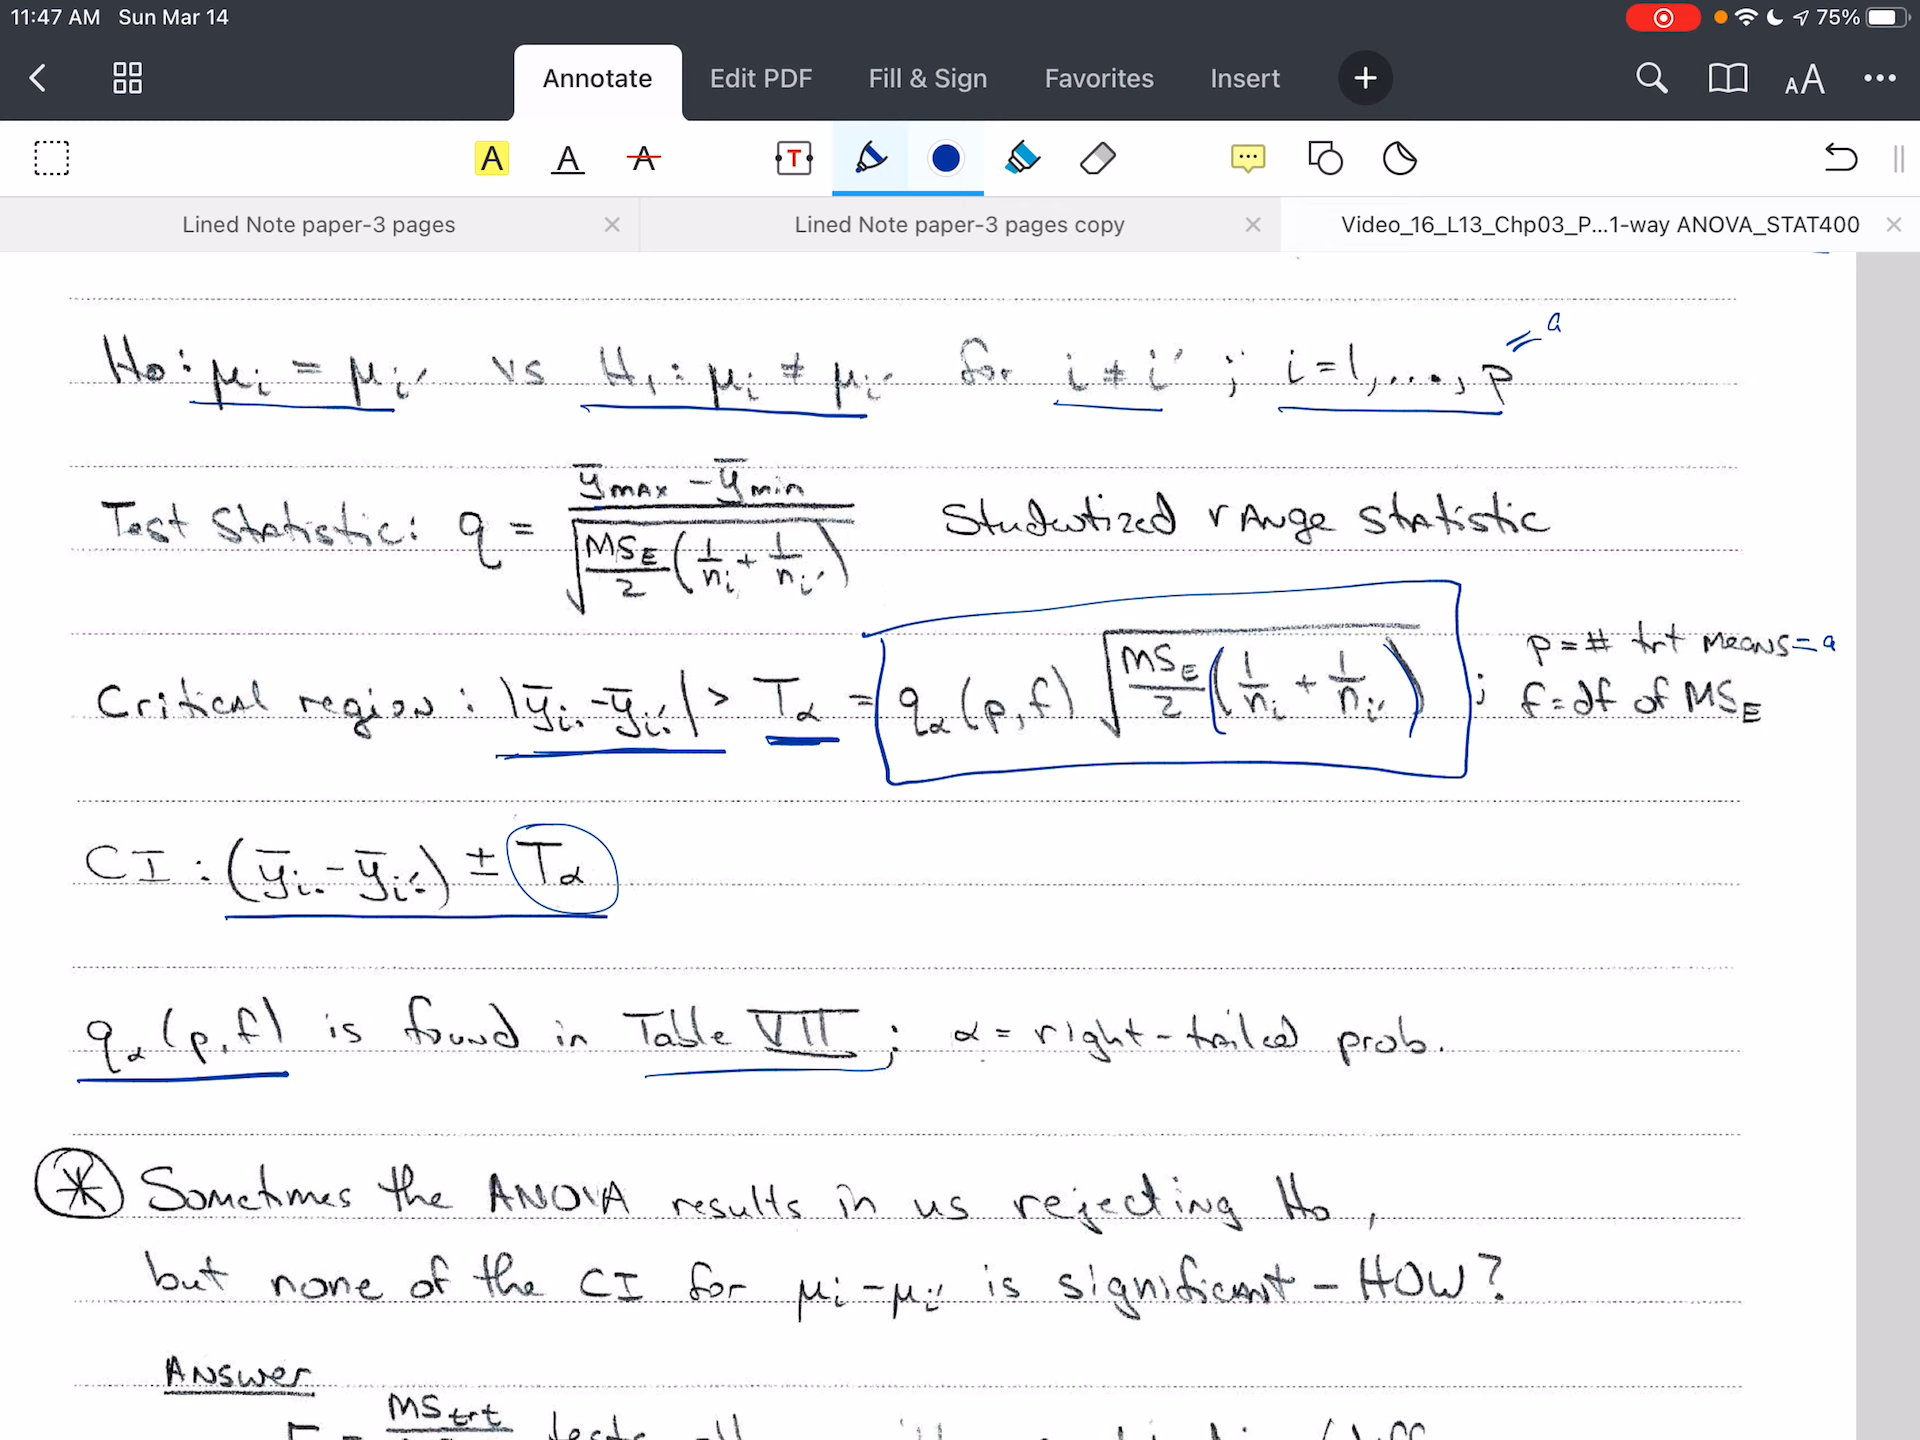 11:47 AM Sun Mar 14 75%
Annotate Edit PDF Fill & Sign Favorites Insert
A A A T AA
Lined Note paper-3 pages Lined Note paper-3 pages copy Video_16_L13_Chp03_P...1-way ANOVA_STAT400
H₀: μᵢ = μᵢ′ vs H₁: μᵢ ≠ μᵢ′ for i ≠ i′ ; i = 1, ..., p = a
Test Statistic: q = (ȳmax − ȳmin) / √(MSE/2 (1/nᵢ + 1/nᵢ′)) Studentized range statistic
Critical region: |ȳᵢ. − ȳᵢ′.| > Tα = qα(p,f) √(MSE/2 (1/nᵢ + 1/nᵢ′)) ; p = # trt means = a
f = df of MSE
CI: (ȳᵢ. − ȳᵢ′.) ± Tα
qα(p,f) is found in Table VII ; α = right-tailed prob.
* Sometimes the ANOVA results in us rejecting H₀,
but none of the CI for μᵢ − μᵢ′ is significant – HOW?
Answer
MStrt